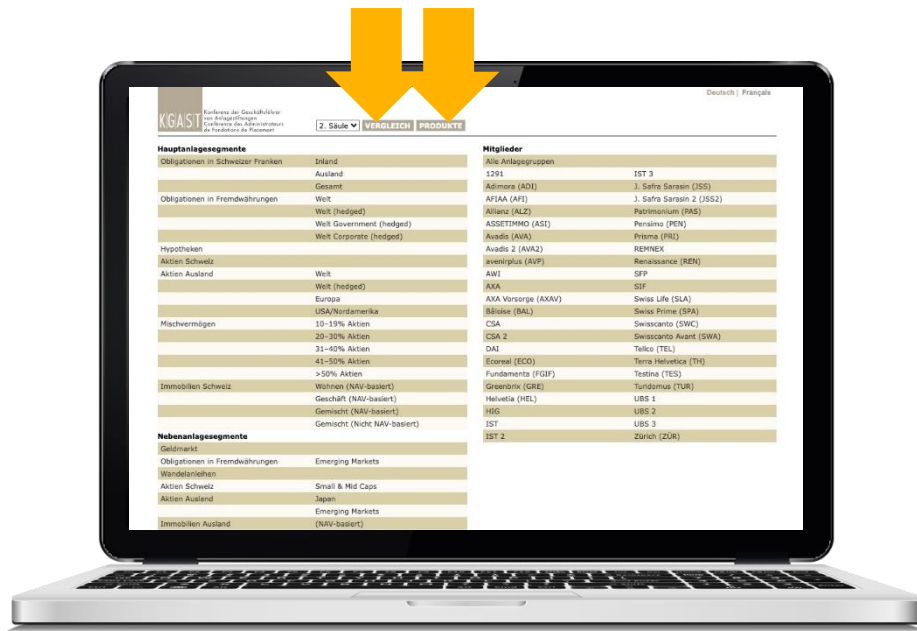 Deutsch | Français
KGAST
Konferenz der Geschäftsführer
von Anlagestiftungen
Conférence des Administrateurs
de Fondations de Placement
2. Säule VERGLEICH PRODUKTE
Hauptanlagesegmente
Obligationen in Schweizer Franken Inland
Ausland
Gesamt
Obligationen in Fremdwährungen Welt
Welt (hedged)
Welt Government (hedged)
Welt Corporate (hedged)
Hypotheken
Aktien Schweiz
Aktien Ausland Welt
Welt (hedged)
Europa
USA/Nordamerika
Mischvermögen 10–19% Aktien
20–30% Aktien
31–40% Aktien
41–50% Aktien
>50% Aktien
Immobilien Schweiz Wohnen (NAV-basiert)
Geschäft (NAV-basiert)
Gemischt (NAV-basiert)
Gemischt (Nicht NAV-basiert)
Nebenanlagesegmente
Geldmarkt
Obligationen in Fremdwährungen Emerging Markets
Wandelanleihen
Aktien Schweiz Small & Mid Caps
Aktien Ausland Japan
Emerging Markets
Immobilien Ausland (NAV-basiert)
Mitglieder
Alle Anlagegruppen
1291 IST 3
Adimora (ADI) J. Safra Sarasin (JSS)
AFIAA (AFI) J. Safra Sarasin 2 (JSS2)
Allianz (ALZ) Patrimonium (PAS)
ASSETIMMO (ASI) Pensimo (PEN)
Avadis (AVA) Prisma (PRI)
Avadis 2 (AVA2) REMNEX
avenirplus (AVP) Renaissance (REN)
AWI SFP
AXA SIF
AXA Vorsorge (AXAV) Swiss Life (SLA)
Bâloise (BAL) Swiss Prime (SPA)
CSA Swisscanto (SWC)
CSA 2 Swisscanto Avant (SWA)
DAI Tellco (TEL)
Ecoreal (ECO) Terra Helvetica (TH)
Fundamenta (FGIF) Testina (TES)
Greenbrix (GRE) Turidomus (TUR)
Helvetia (HEL) UBS 1
HIG UBS 2
IST UBS 3
IST 2 Zürich (ZÜR)